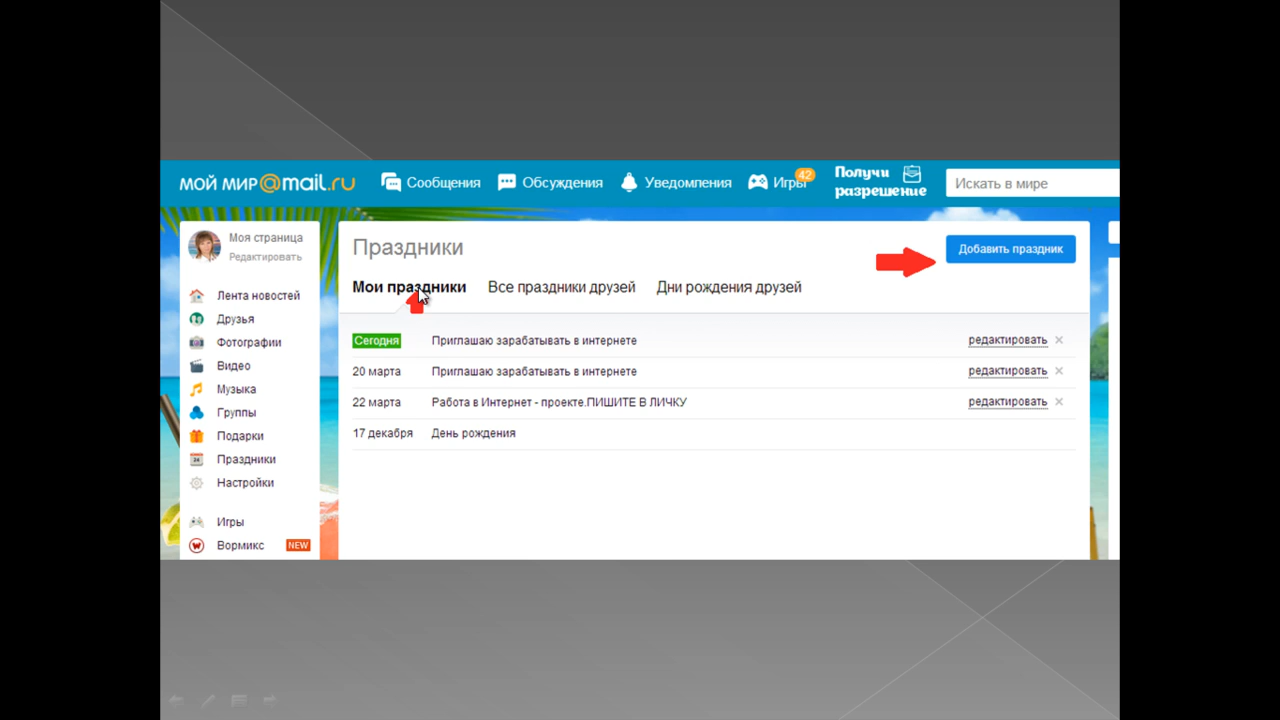 МОЙ МИР@mail.ru Сообщения Обсуждения Уведомления Игры 42 Получи разрешение Искать в мире
Моя страница
Редактировать
Лента новостей
Друзья
Фотографии
Видео
Музыка
Группы
Подарки
Праздники
Настройки
Игры
Вормикс NEW
Праздники Добавить праздник
Мои праздники Все праздники друзей Дни рождения друзей
Сегодня Приглашаю зарабатывать в интернете редактировать
20 марта Приглашаю зарабатывать в интернете редактировать
22 марта Работа в Интернет - проекте.ПИШИТЕ В ЛИЧКУ редактировать
17 декабря День рождения